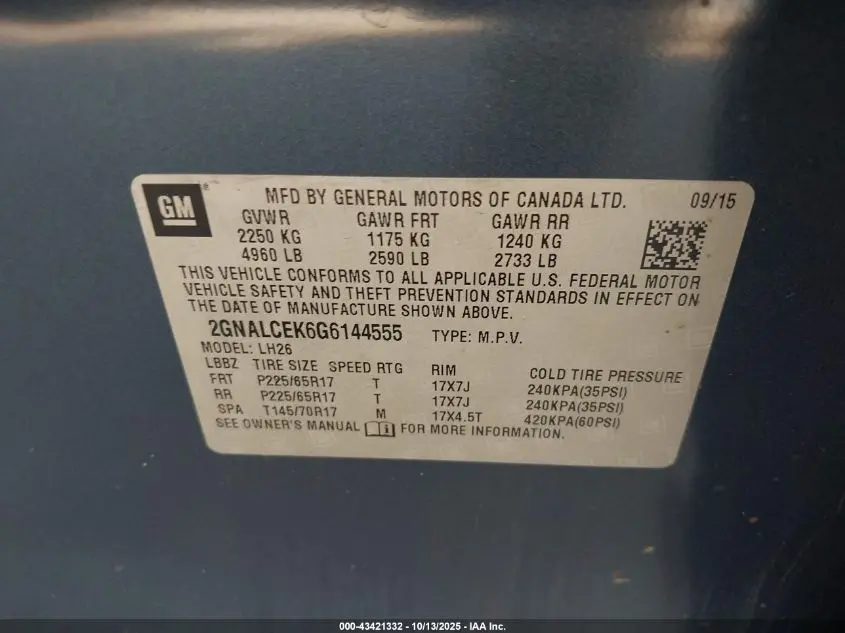 GM
MFD BY GENERAL MOTORS OF CANADA LTD. 09/15
GVWR GAWR FRT GAWR RR
2250 KG 1175 KG 1240 KG
4960 LB 2590 LB 2733 LB
THIS VEHICLE CONFORMS TO ALL APPLICABLE U.S. FEDERAL MOTOR
VEHICLE SAFETY AND THEFT PREVENTION STANDARDS IN EFFECT ON
THE DATE OF MANUFACTURE SHOWN ABOVE.
2GNALCEK6G6144555 TYPE: M.P.V.
MODEL: LH26
LBBZ TIRE SIZE SPEED RTG RIM COLD TIRE PRESSURE
FRT P225/65R17 T 17X7J 240KPA(35PSI)
RR P225/65R17 T 17X7J 240KPA(35PSI)
SPA T145/70R17 M 17X4.5T 420KPA(60PSI)
SEE OWNER'S MANUAL FOR MORE INFORMATION.
000-43421332 - 10/13/2025 - IAA Inc.